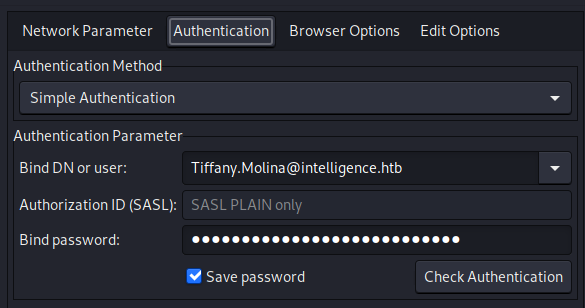 Network Parameter Authentication Browser Options Edit Options
Authentication Method
Simple Authentication
Authentication Parameter
Bind DN or user: Tiffany.Molina@intelligence.htb
Authorization ID (SASL): SASL PLAIN only
Bind password: ●●●●●●●●●●●●●●●●●●●●●●●●●●●
Save password Check Authentication